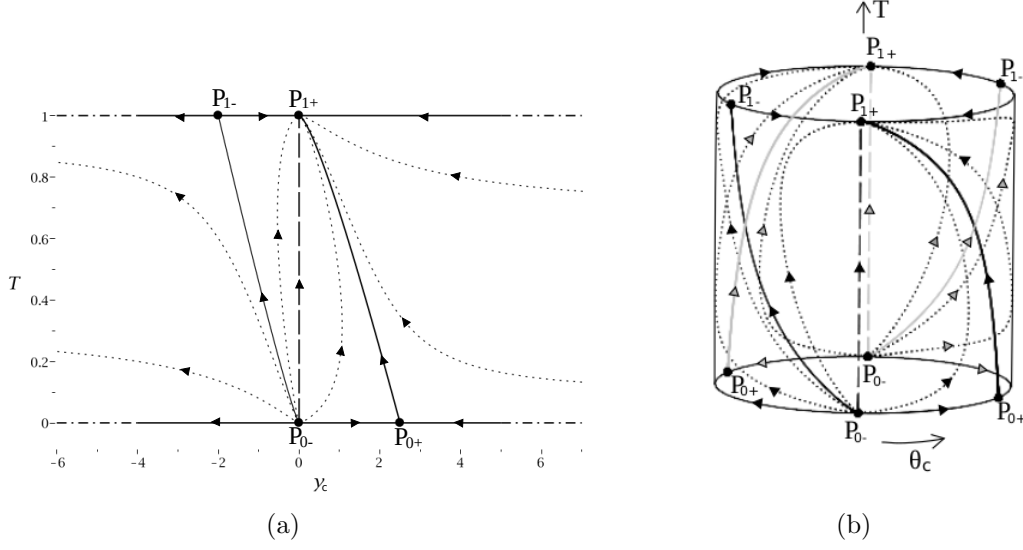 T
P1+
P1-
P1-
P1+
P1-
P1+
1
0.8
0.6
T
0.4
0.2
0
P0-
P0+
P0+
P0-
P0-
P0+
-6
-4
-2
0
2
4
6
yc
θc
(a)
(b)